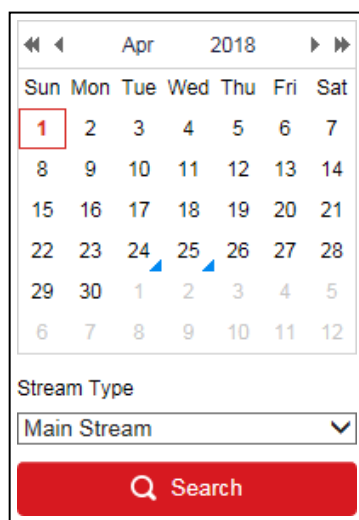 Apr 2018
Sun Mon Tue Wed Thu Fri Sat
1 2 3 4 5 6 7
8 9 10 11 12 13 14
15 16 17 18 19 20 21
22 23 24 25 26 27 28
29 30 1 2 3 4 5
6 7 8 9 10 11 12
Stream Type
Main Stream
Search